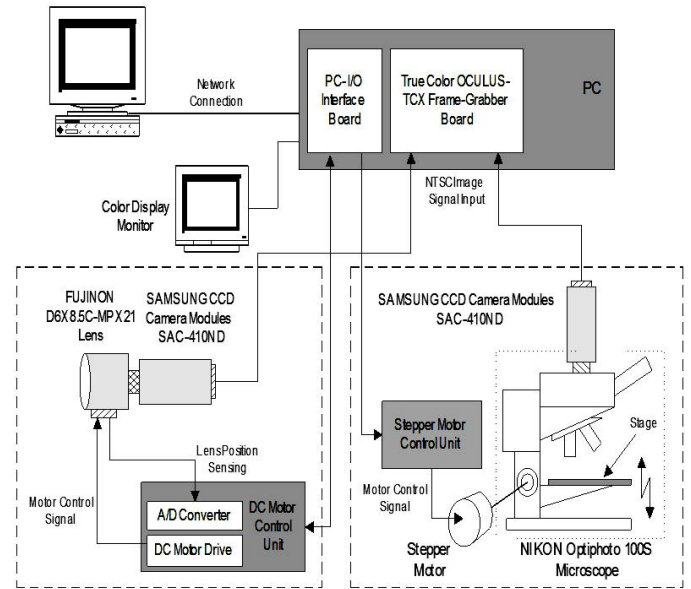 Network
Connection
PC-I/O
Interface
Board
True Color OCULUS-
TCX Frame-Grabber
Board
PC
Color Display
Monitor
NTSC Image
Signal Input
FUJINON
D6X8.5C-MPX21
Lens
SAMSUNG CCD
Camera Modules
SAC-410ND
SAMSUNG CCD Camera Modules
SAC-410ND
Lens Position
Sensing
Motor Control
Signal
A/D Converter
DC Motor Drive
DC Motor
Control
Unit
Stepper Motor
Control Unit
Motor Control
Signal
Stepper
Motor
Stage
NIKON Optiphoto 100S
Microscope